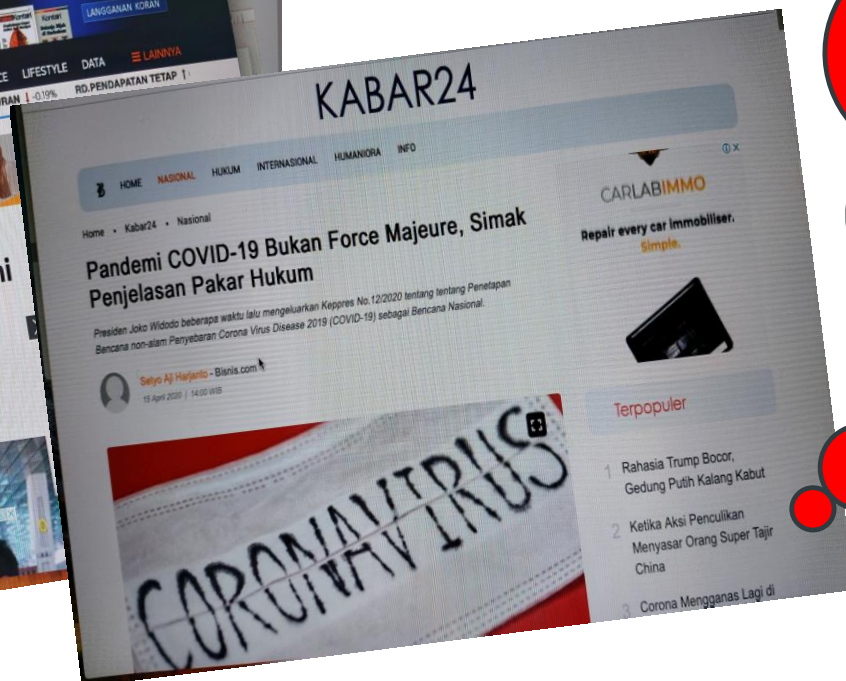 LANGGANAN KORAN
LIFESTYLE DATA LAINNYA
-0.19% RD.PENDAPATAN TETAP
KABAR24
HOME NASIONAL HUKUM INTERNASIONAL HUMANIORA INFO
Home • Kabar24 • Nasional
Pandemi COVID-19 Bukan Force Majeure, Simak
Penjelasan Pakar Hukum
Presiden Joko Widodo beberapa waktu lalu mengeluarkan Keppres No.12/2020 tentang tentang Penetapan
Bencana non-alam Penyebaran Corona Virus Disease 2019 (COVID-19) sebagai Bencana Nasional.
Setyo Aji Harjanto - Bisnis.com
15 April 2020 | 14:00 WIB
CORONAVIRUS
CARLABIMMO
Repair every car immobiliser.
Simple.
Terpopuler
1 Rahasia Trump Bocor,
Gedung Putih Kalang Kabut
2 Ketika Aksi Penculikan
Menyasar Orang Super Tajir
China
3 Corona Mengganas Lagi di